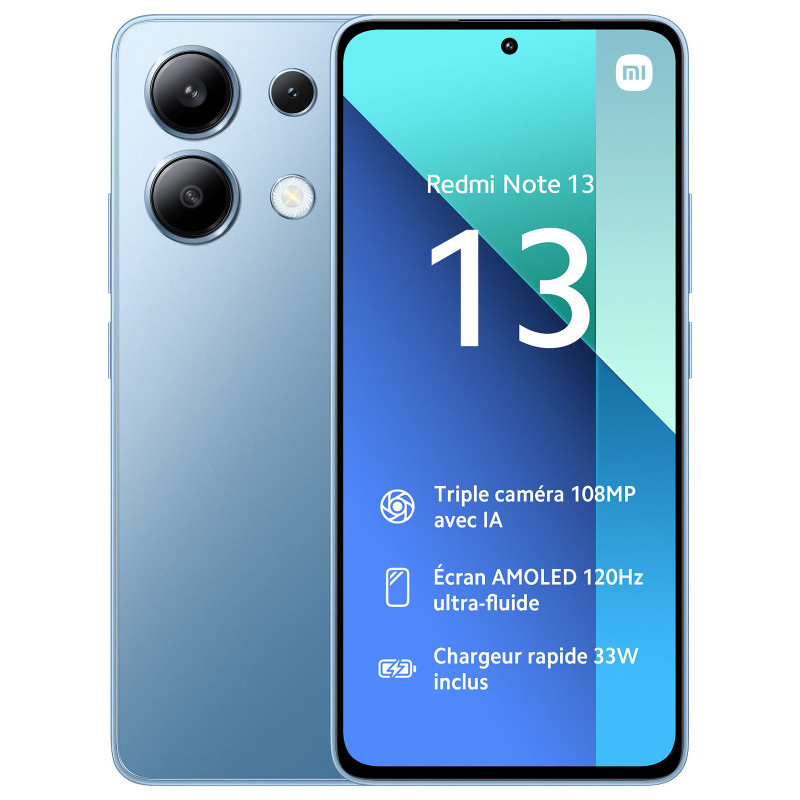 mi
Redmi Note 13
13
Triple caméra 108MP
avec IA
Écran AMOLED 120Hz
ultra-fluide
Chargeur rapide 33W
inclus